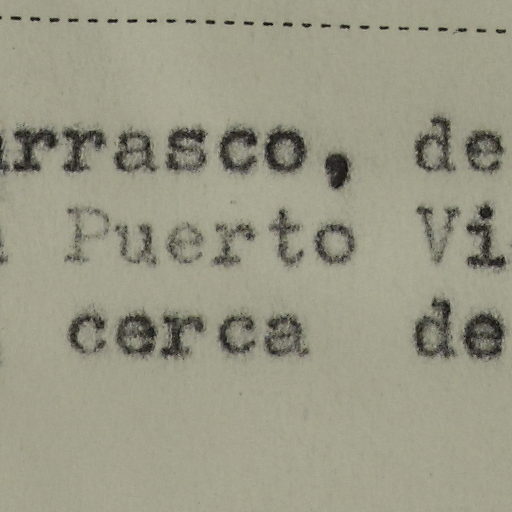 arrasco, de
Puerto Vi
cerca de